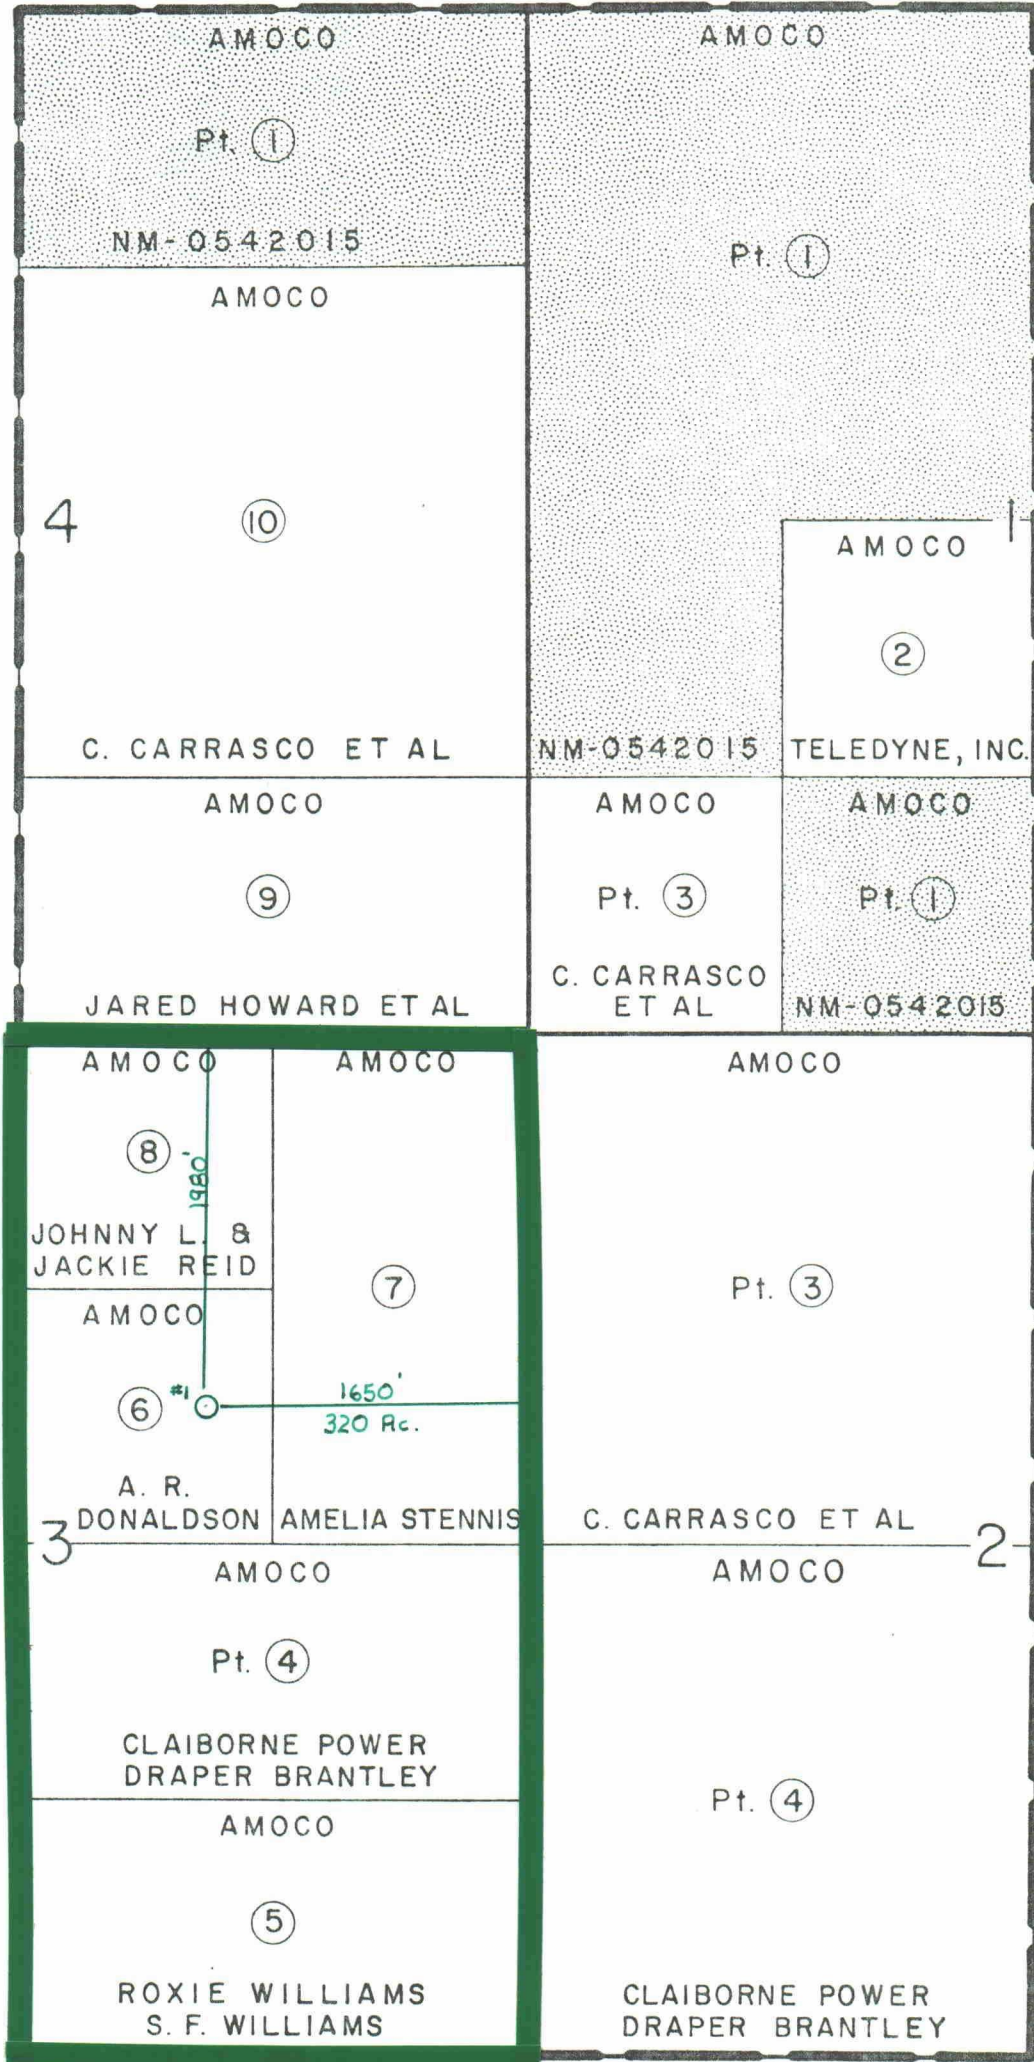 AMOCO
Pt. 1
NM-0542015
AMOCO
Pt. 1
NM-0542015
AMOCO
4
10
C. CARRASCO ET AL
1
AMOCO
2
TELEDYNE, INC.
AMOCO
9
JARED HOWARD ET AL
AMOCO
Pt. 3
C. CARRASCO
ET AL
AMOCO
Pt. 1
NM-0542015
AMOCO
8
1980'
JOHNNY L. &
JACKIE REID
AMOCO
7
AMELIA STENNIS
AMOCO
6
#1
1650'
320 Ac.
A. R.
DONALDSON
3
AMOCO
Pt. 3
C. CARRASCO ET AL
2
AMOCO
Pt. 4
CLAIBORNE POWER
DRAPER BRANTLEY
AMOCO
5
ROXIE WILLIAMS
S. F. WILLIAMS
AMOCO
Pt. 4
CLAIBORNE POWER
DRAPER BRANTLEY